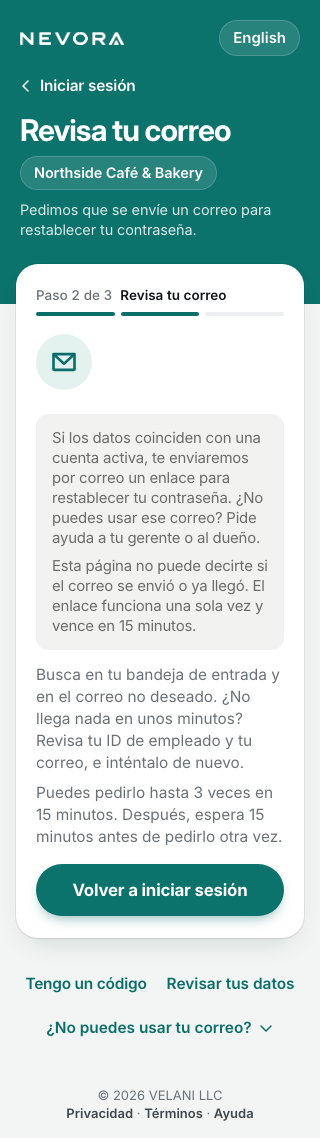 NEVORA
English
Iniciar sesión
Revisa tu correo
Northside Café & Bakery
Pedimos que se envíe un correo para
restablecer tu contraseña.
Paso 2 de 3 Revisa tu correo
Si los datos coinciden con una
cuenta activa, te enviaremos
por correo un enlace para
restablecer tu contraseña. ¿No
puedes usar ese correo? Pide
ayuda a tu gerente o al dueño.
Esta página no puede decirte si
el correo se envió o ya llegó. El
enlace funciona una sola vez y
vence en 15 minutos.
Busca en tu bandeja de entrada y
en el correo no deseado. ¿No
llega nada en unos minutos?
Revisa tu ID de empleado y tu
correo, e inténtalo de nuevo.
Puedes pedirlo hasta 3 veces en
15 minutos. Después, espera 15
minutos antes de pedirlo otra vez.
Volver a iniciar sesión
Tengo un código Revisar tus datos
¿No puedes usar tu correo?
© 2026 VELANI LLC
Privacidad · Términos · Ayuda